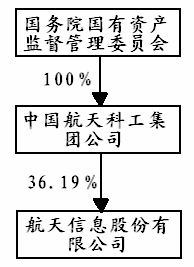 国务院国有资产
监督管理委员会
100%
中国航天科工集
团公司
36.19%
航天信息股份有
限公司